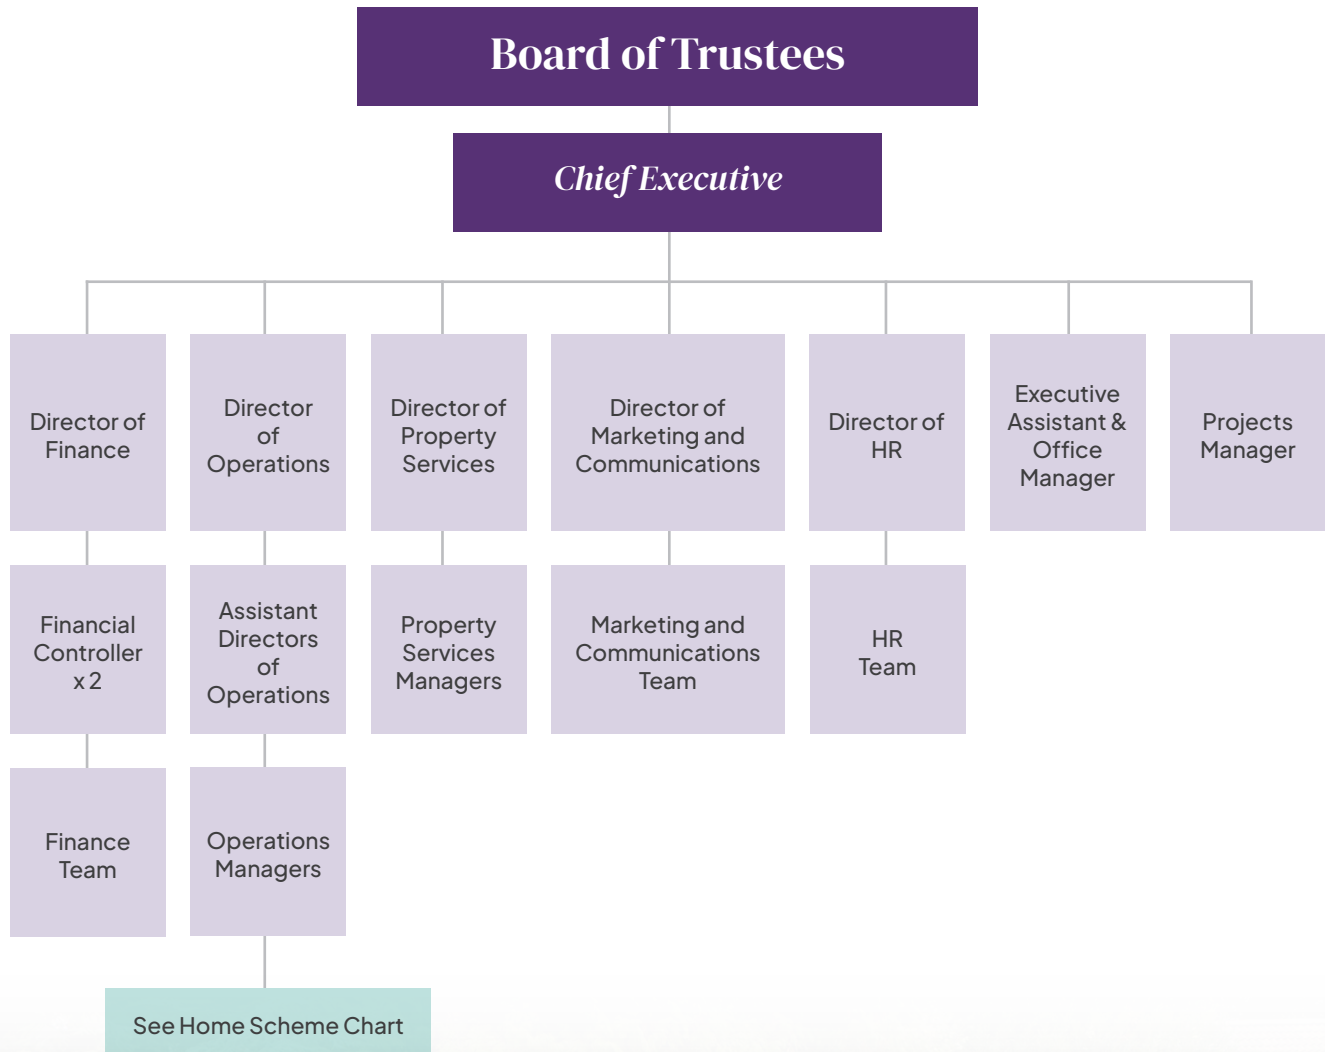 Board of Trustees
Chief Executive
Director of
Finance
Director
of
Operations
Director of
Property
Services
Director of
Marketing and
Communications
Director of
HR
Executive
Assistant &
Office
Manager
Projects
Manager
Financial
Controller
x 2
Assistant
Directors
of
Operations
Property
Services
Managers
Marketing and
Communications
Team
HR
Team
Finance
Team
Operations
Managers
See Home Scheme Chart